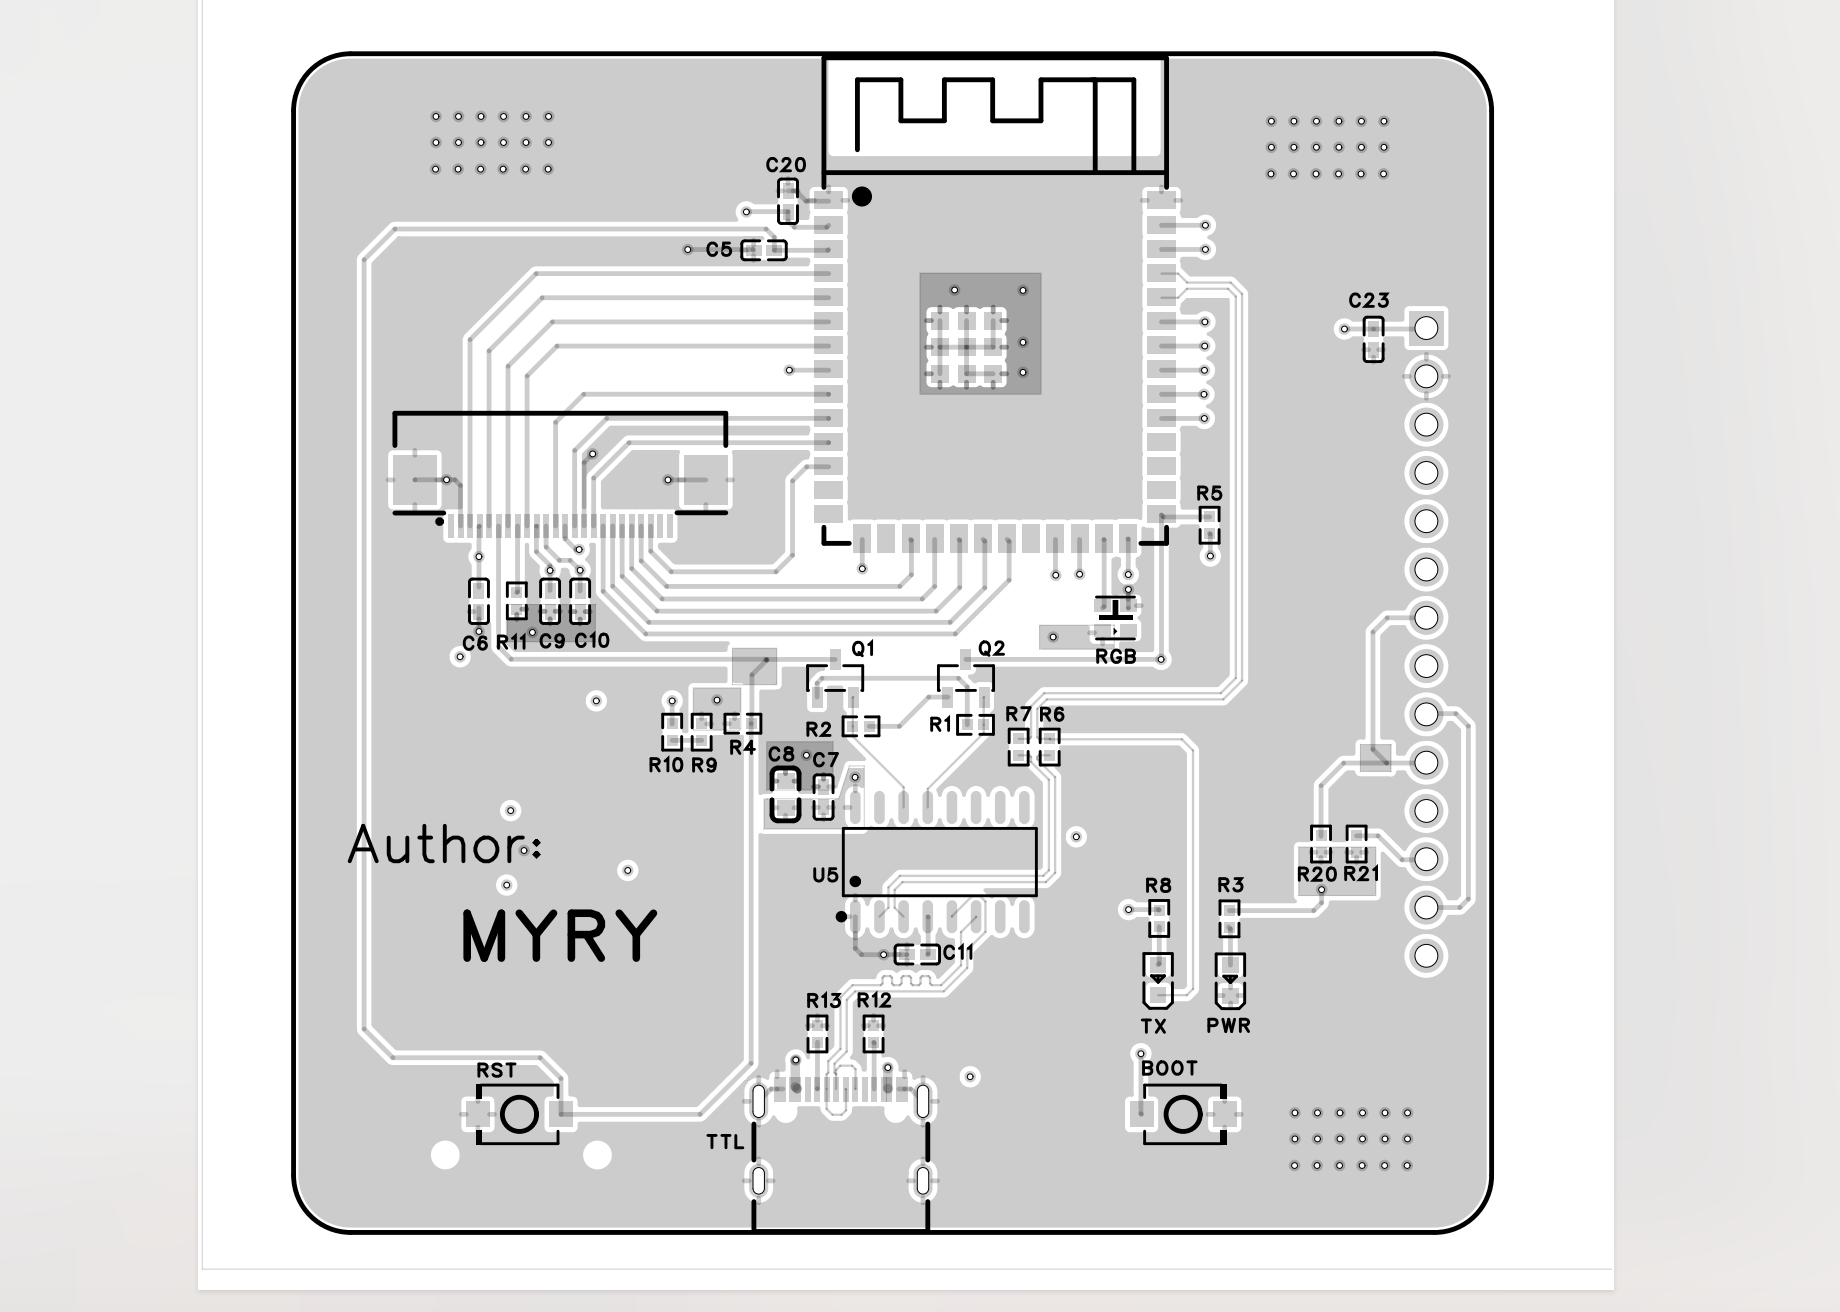 C20
C5
C23
R5
C6 R11 C9 C10
Q1 Q2
RGB
R2 R1 R7 R6
R4
R10 R9
C8 C7
Author:
U5
R20 R21
R8 R3
MYRY
C11
R13 R12
TX PWR
RST BOOT
TTL